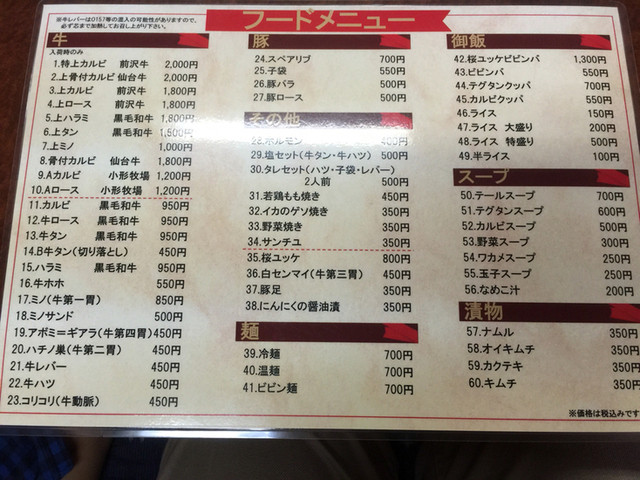 ※牛レバーはO157等の混入の可能性がありますので、
必ず芯まで加熱してお召し上がり下さい。
フードメニュー
牛
入荷時のみ
1.特上カルビ 前沢牛 2,000円
2.上骨付カルビ 仙台牛 2,000円
3.上カルビ 前沢牛 1,800円
4.上ロース 前沢牛 1,800円
5.上ハラミ 黒毛和牛 1,800円
6.上タン 黒毛和牛 1,500円
7.上ミノ 1,000円
8.骨付カルビ 仙台牛 1,800円
9.Aカルビ 小形牧場 1,200円
10.Aロース 小形牧場 1,200円
11.カルビ 黒毛和牛 950円
12.牛ロース 黒毛和牛 950円
13.牛タン 黒毛和牛 950円
14.B牛タン(切り落とし) 450円
15.ハラミ 黒毛和牛 950円
16.牛ホホ 550円
17.ミノ(牛第一胃) 850円
18.ミノサンド 500円
19.アボミ=ギアラ(牛第四胃) 450円
20.ハチノ巣(牛第二胃) 450円
21.牛レバー 450円
22.牛ハツ 450円
23.コリコリ(牛動脈) 450円
豚
24.スペアリブ 700円
25.子袋 550円
26.豚バラ 500円
27.豚ロース 500円
その他
28.ホルモン 400円
29.塩セット(牛タン・牛ハツ) 500円
30.タレセット(ハツ・子袋・レバー)
2人前 500円
31.若鶏もも焼き 450円
32.イカのゲソ焼き 350円
33.野菜焼き 350円
34.サンチユ 350円
35.桜ユッケ 800円
36.白センマイ(牛第三胃) 450円
37.豚足 350円
38.にんにくの醤油漬 350円
麺
39.冷麺 700円
40.温麺 700円
41.ビビン麺 700円
御飯
42.桜ユッケビビンバ 1,300円
43.ビビンバ 550円
44.テグタンクッパ 700円
45.カルビクッパ 550円
46.ライス 150円
47.ライス 大盛り 200円
48.ライス 特盛り 500円
49.半ライス 100円
スープ
50.テールスープ 700円
51.テグタンスープ 600円
52.カルビスープ 500円
53.野菜スープ 300円
54.ワカメスープ 250円
55.玉子スープ 250円
56.なめこ汁 200円
漬物
57.ナムル 350円
58.オイキムチ 350円
59.カクテキ 350円
60.キムチ 350円
※価格は税込みです